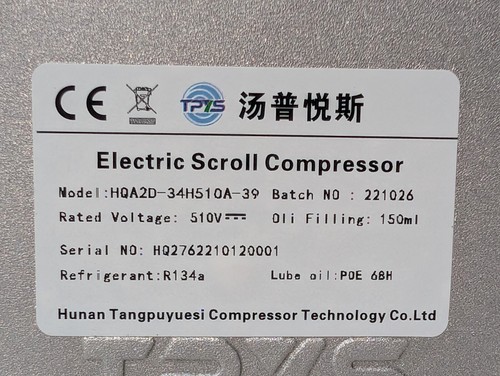 CE TPYS 汤普悦斯
Electric Scroll Compressor
Model:HQA2D-34H510A-39 Batch NO : 221026
Rated Voltage: 510V⎓ Oli Filling: 150ml
Serial NO: HQ2762210120001
Refrigerant:R134a Lube oil:POE 68H
Hunan Tangpuyuesi Compressor Technology Co.Ltd
TPYS